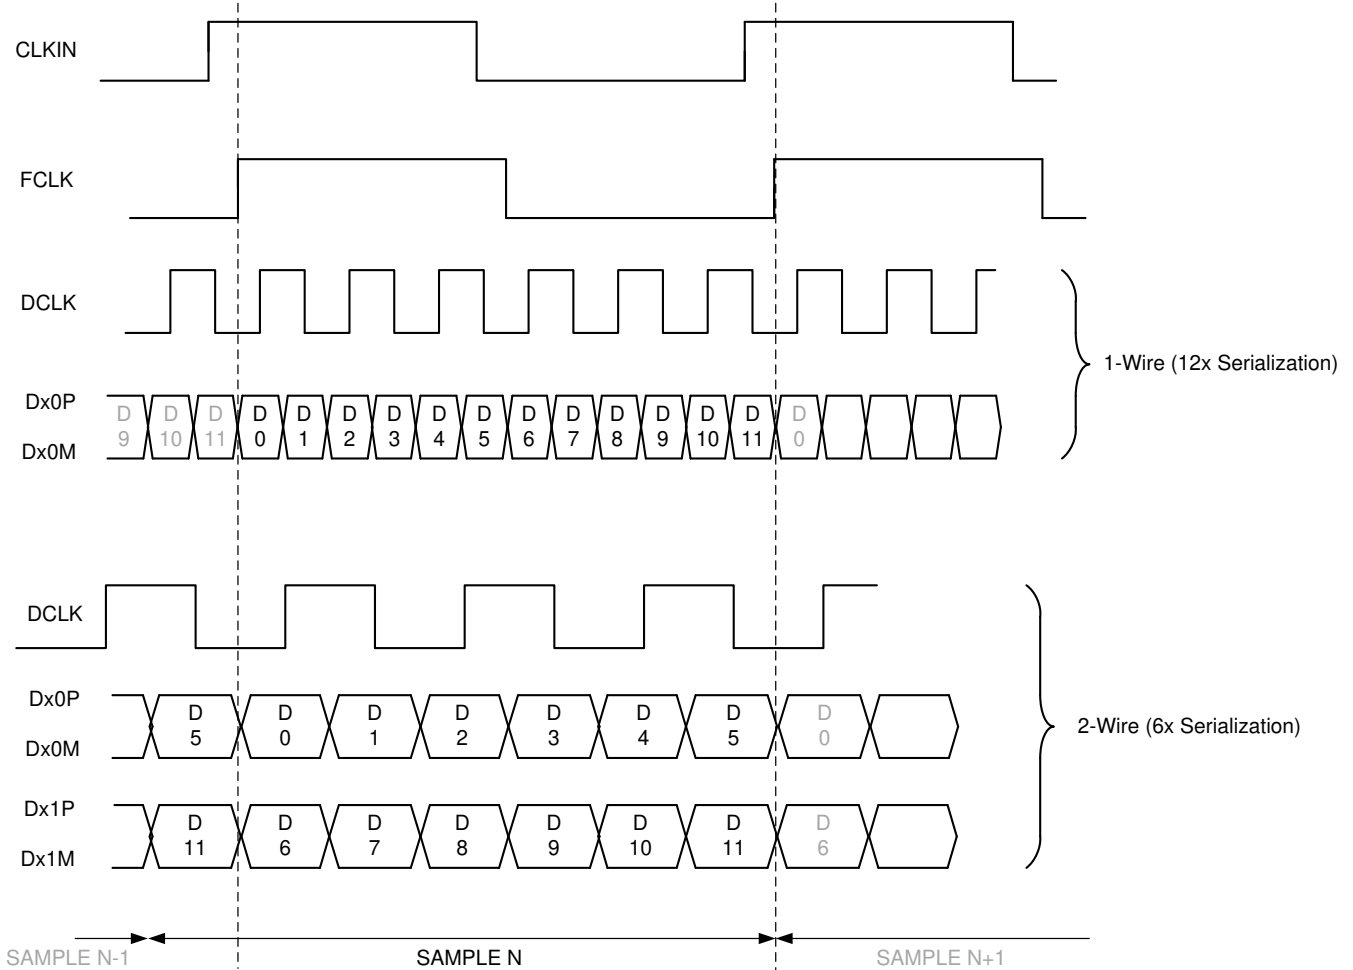 CLKIN
FCLK
DCLK
1-Wire (12x Serialization)
Dx0P
D D D D D D D D D D D D D D D D
9 10 11 0 1 2 3 4 5 6 7 8 9 10 11 0
Dx0M
DCLK
Dx0P
D D D D D D D D
5 0 1 2 3 4 5 0
Dx0M
2-Wire (6x Serialization)
Dx1P
D D D D D D D D
11 6 7 8 9 10 11 6
Dx1M
SAMPLE N-1 SAMPLE N SAMPLE N+1